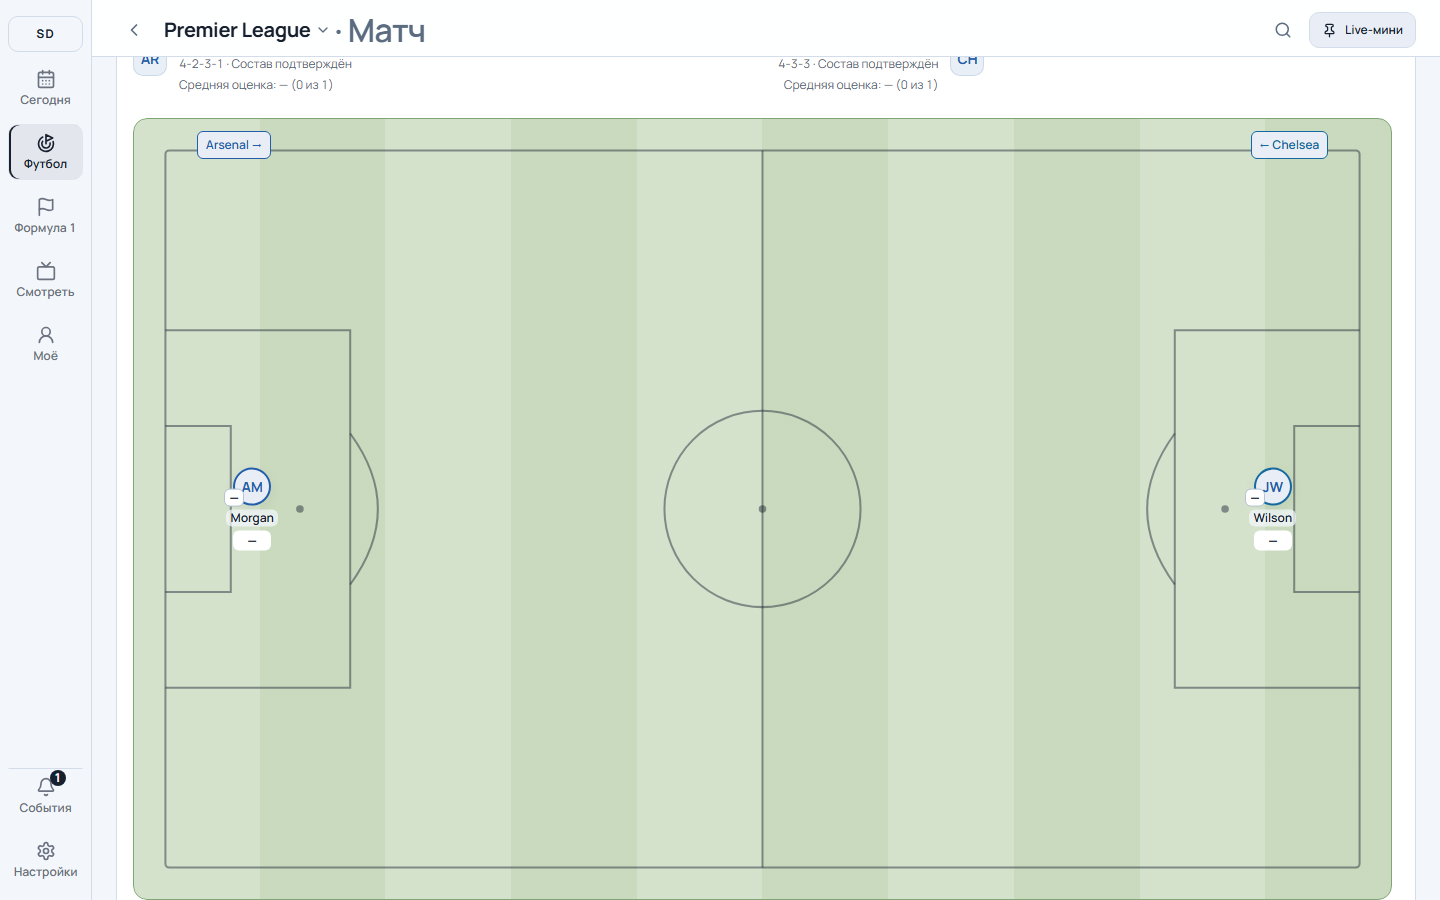 SD
Premier League · Матч
Live-мини
Сегодня
Футбол
Формула 1
Смотреть
Моё
1
События
Настройки
AR
4-2-3-1 · Состав подтверждён
Средняя оценка: — (0 из 1)
4-3-3 · Состав подтверждён
CH
Средняя оценка: — (0 из 1)
Arsenal →
← Chelsea
AM
–
Morgan
–
JW
–
Wilson
–